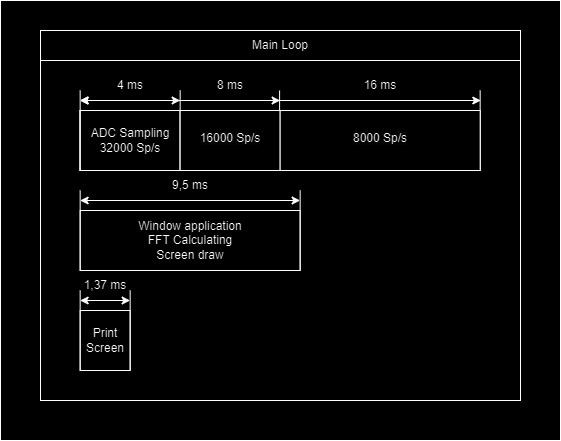 Main Loop
4 ms
8 ms
16 ms
ADC Sampling
32000 Sp/s
16000 Sp/s
8000 Sp/s
9,5 ms
Window application
FFT Calculating
Screen draw
1,37 ms
Print
Screen